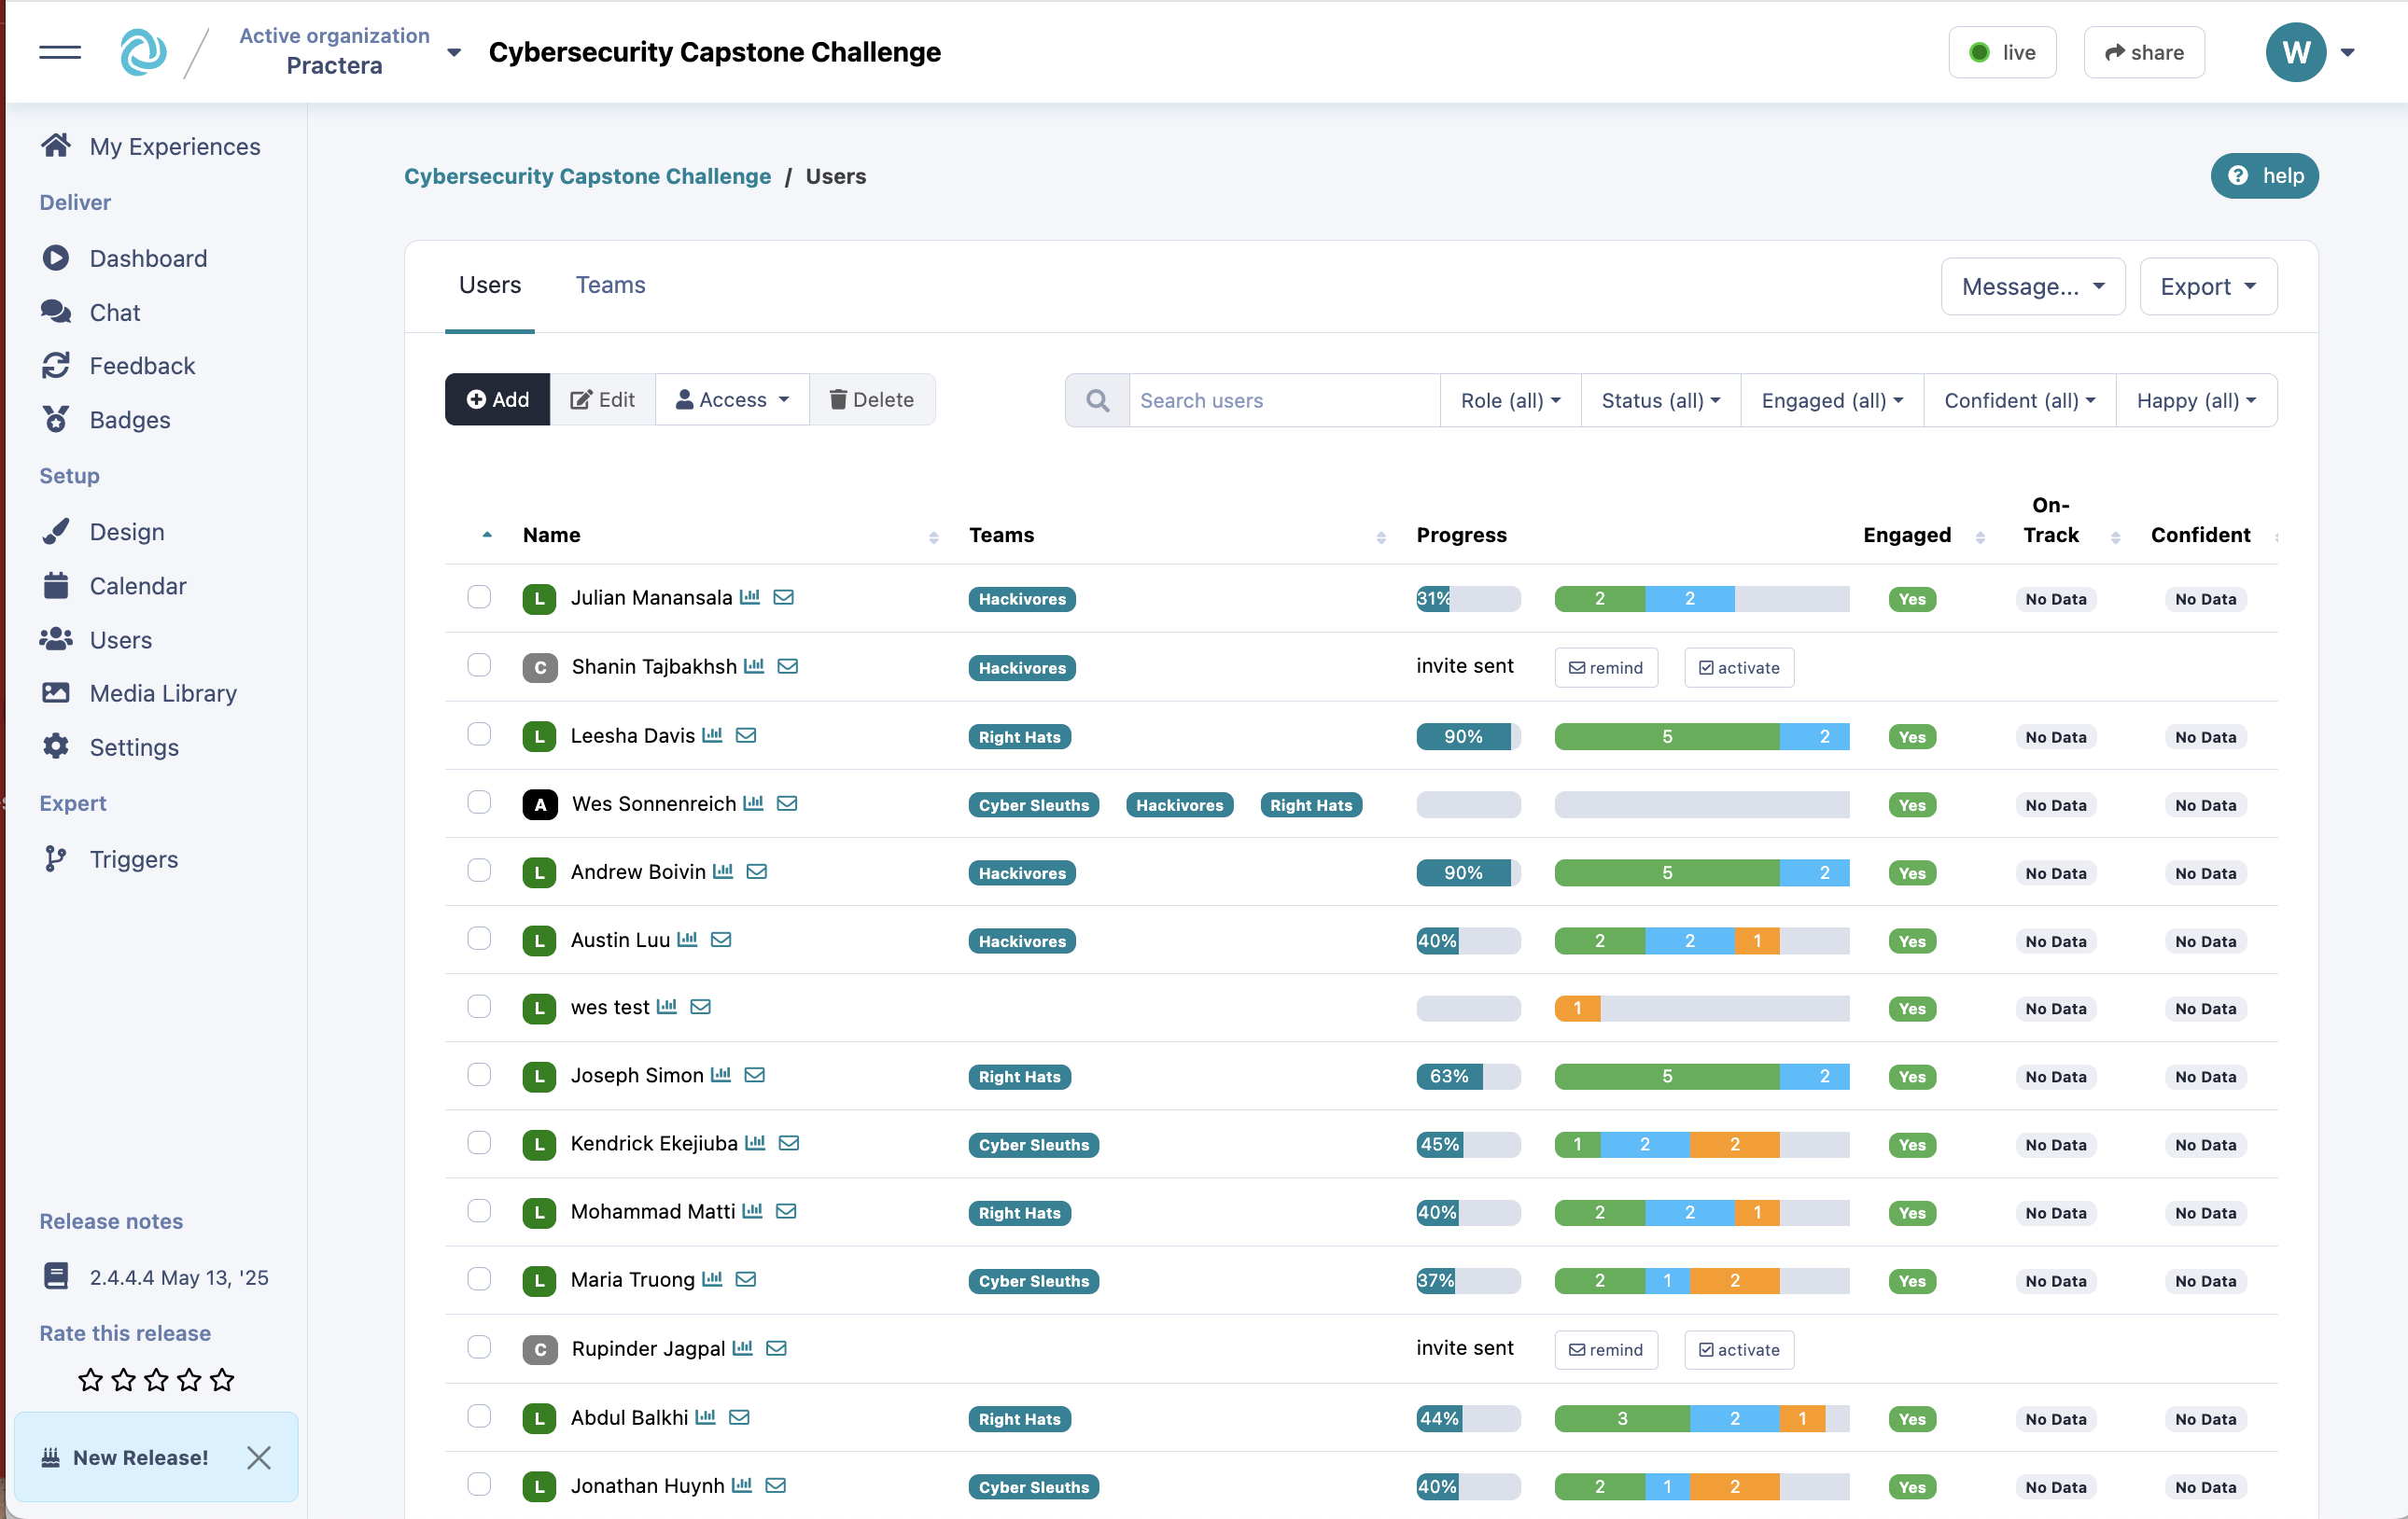 Active organization
Practera
Cybersecurity Capstone Challenge
live
share
W
My Experiences
Deliver
Dashboard
Chat
Feedback
Badges
Setup
Design
Calendar
Users
Media Library
Settings
Expert
Triggers
Release notes
2.4.4.4 May 13, '25
Rate this release
New Release!
Cybersecurity Capstone Challenge / Users
help
Users Teams Message... Export
Add Edit Access Delete Search users Role (all) Status (all) Engaged (all) Confident (all) Happy (all)
Name Teams Progress Engaged On-Track Confident
L Julian Manansala Hackivores 31% 2 2 Yes No Data No Data
C Shanin Tajbakhsh Hackivores invite sent remind activate
L Leesha Davis Right Hats 90% 5 2 Yes No Data No Data
A Wes Sonnenreich Cyber Sleuths Hackivores Right Hats Yes No Data No Data
L Andrew Boivin Hackivores 90% 5 2 Yes No Data No Data
L Austin Luu Hackivores 40% 2 2 1 Yes No Data No Data
L wes test 1 Yes No Data No Data
L Joseph Simon Right Hats 63% 5 2 Yes No Data No Data
L Kendrick Ekejiuba Cyber Sleuths 45% 1 2 2 Yes No Data No Data
L Mohammad Matti Right Hats 40% 2 2 1 Yes No Data No Data
L Maria Truong Cyber Sleuths 37% 2 1 2 Yes No Data No Data
C Rupinder Jagpal invite sent remind activate
L Abdul Balkhi Right Hats 44% 3 2 1 Yes No Data No Data
L Jonathan Huynh Cyber Sleuths 40% 2 1 2 Yes No Data No Data